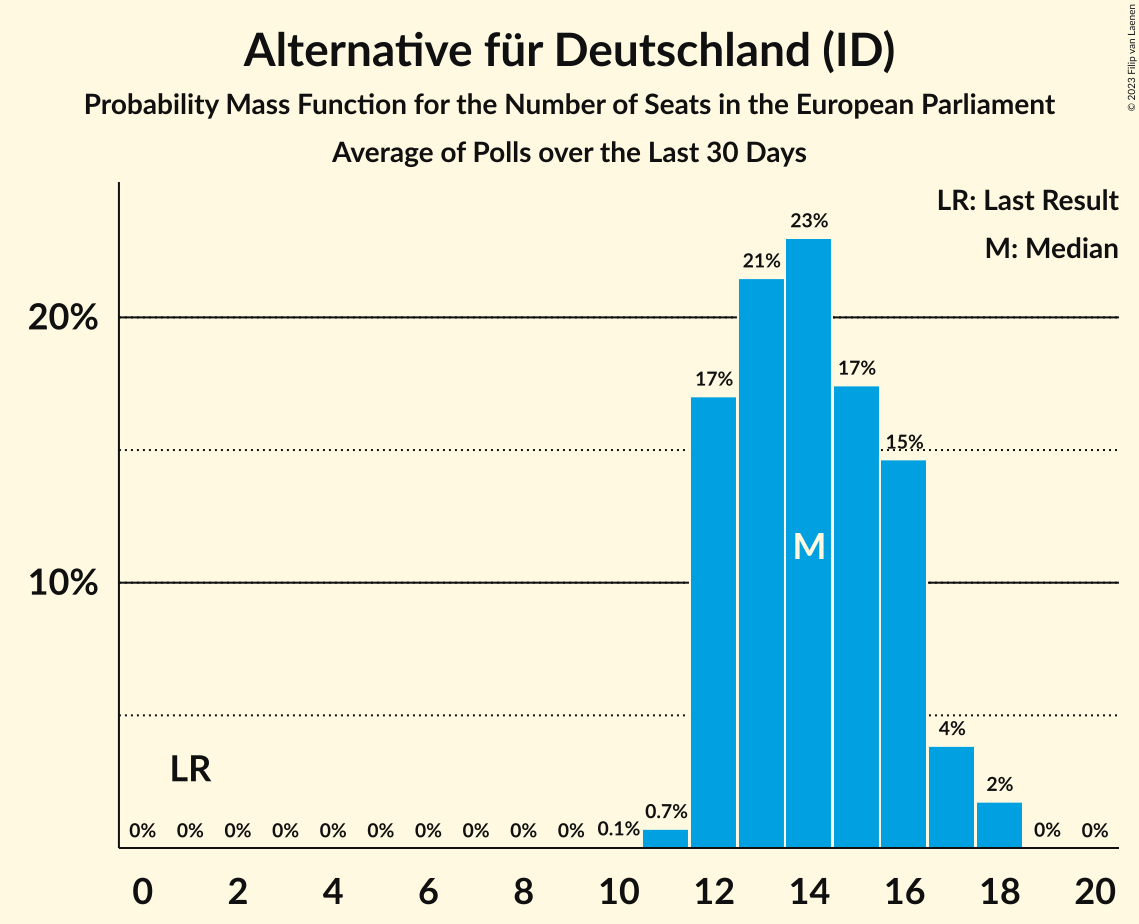 Alternative für Deutschland (ID)
Probability Mass Function for the Number of Seats in the European Parliament
Average of Polls over the Last 30 Days
© 2023 Filip van Laenen
LR: Last Result
M: Median
20%
10%
23%
21%
17%
17%
15%
M
4%
2%
0.7%
0.1%
LR
0% 0% 0% 0% 0% 0% 0% 0% 0% 0% 0% 0%
0 2 4 6 8 10 12 14 16 18 20